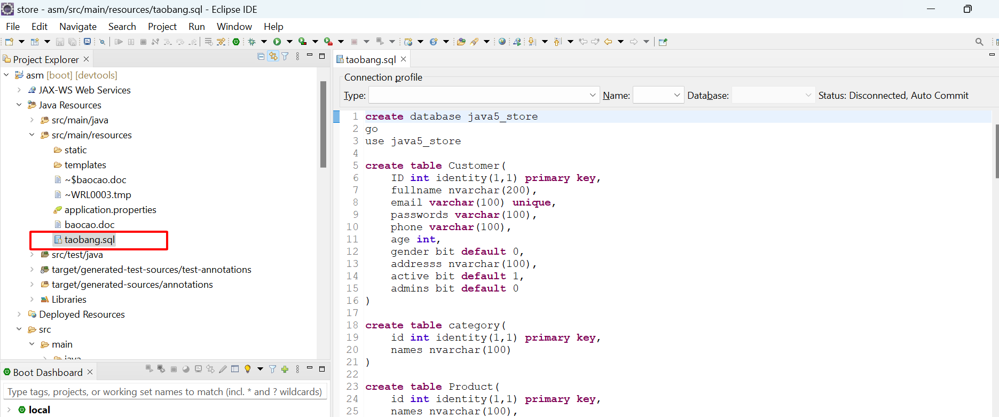 store - asm/src/main/resources/taobang.sql - Eclipse IDE
File Edit Navigate Search Project Run Window Help
Project Explorer
asm [boot] [devtools]
JAX-WS Web Services
Java Resources
src/main/java
src/main/resources
static
templates
~$baocao.doc
~WRL0003.tmp
application.properties
baocao.doc
taobang.sql
src/test/java
target/generated-test-sources/test-annotations
target/generated-sources/annotations
Libraries
Deployed Resources
src
main
java
Boot Dashboard
Type tags, projects, or working set names to match (incl. * and ? wildcards)
local
taobang.sql
Connection profile
Type: Name: Database: Status: Disconnected, Auto Commit
1 create database java5_store
2 go
3 use java5_store
4
5 create table Customer(
6 ID int identity(1,1) primary key,
7 fullname nvarchar(200),
8 email varchar(100) unique,
9 passwords varchar(100),
10 phone varchar(100),
11 age int,
12 gender bit default 0,
13 addresss nvarchar(100),
14 active bit default 1,
15 admins bit default 0
16 )
17
18 create table category(
19 id int identity(1,1) primary key,
20 names nvarchar(100)
21 )
22
23 create table Product(
24 id int identity(1,1) primary key,
25 names nvarchar(100),